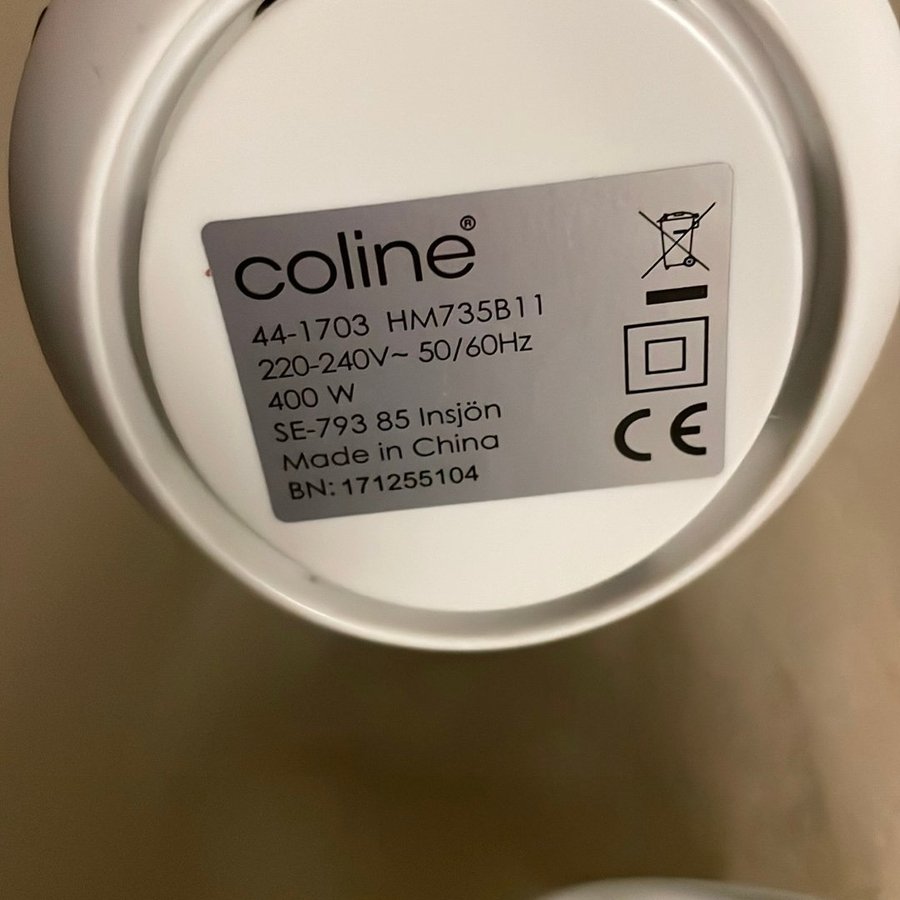 coline®
44-1703 HM735B11
220-240V~ 50/60Hz
400 W
SE-793 85 Insjön
Made in China
BN: 171255104
CE